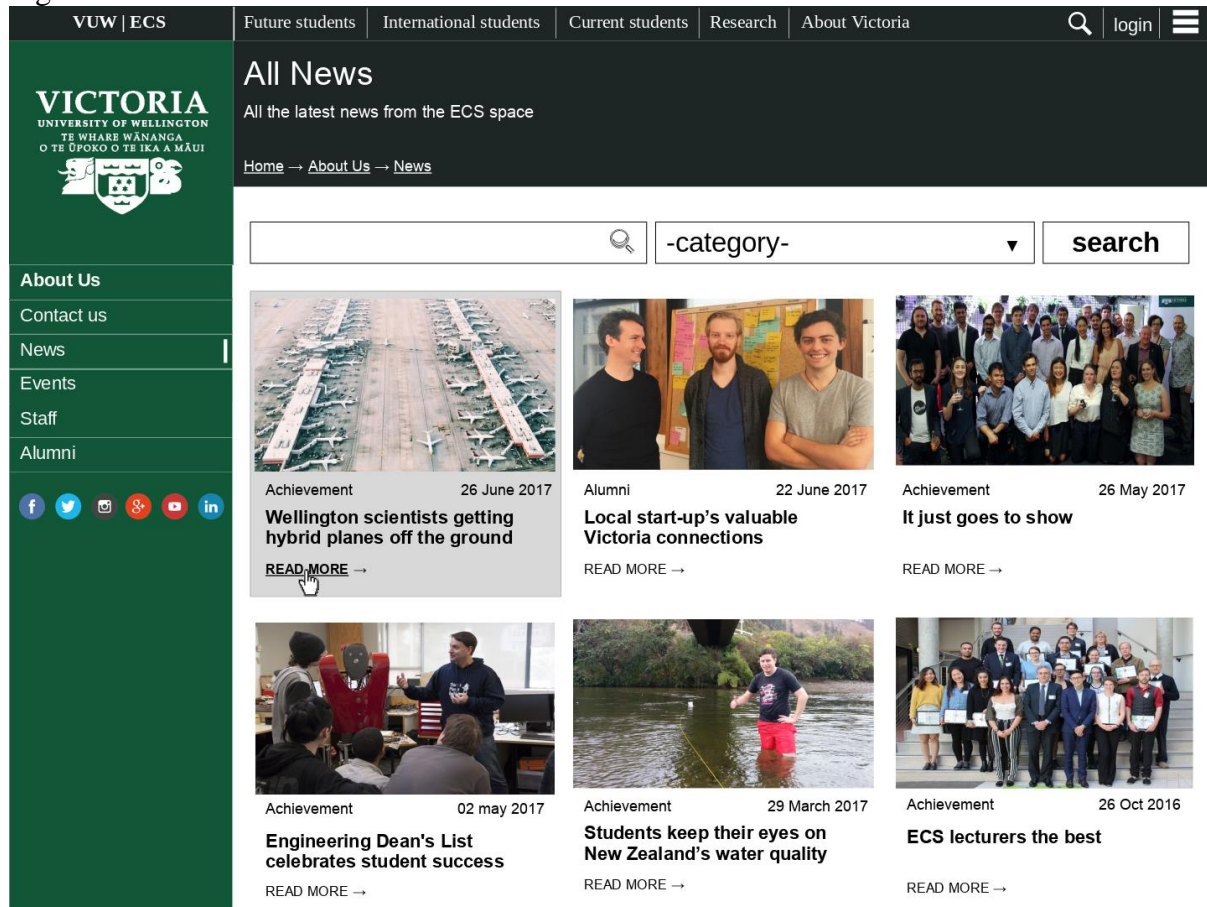 VUW | ECS
Future students
International students
Current students
Research
About Victoria
login
VICTORIA
UNIVERSITY OF WELLINGTON
TE WHARE WĀNANGA
O TE ŪPOKO O TE IKA A MĀUI
All News
All the latest news from the ECS space
Home → About Us → News
-category- ▼
search
About Us
Contact us
News
Events
Staff
Alumni
Achievement 26 June 2017
Wellington scientists getting
hybrid planes off the ground
READ MORE →
Alumni 22 June 2017
Local start-up's valuable
Victoria connections
READ MORE →
Achievement 26 May 2017
It just goes to show
READ MORE →
Achievement 02 may 2017
Engineering Dean's List
celebrates student success
READ MORE →
Achievement 29 March 2017
Students keep their eyes on
New Zealand's water quality
READ MORE →
Achievement 26 Oct 2016
ECS lecturers the best
READ MORE →